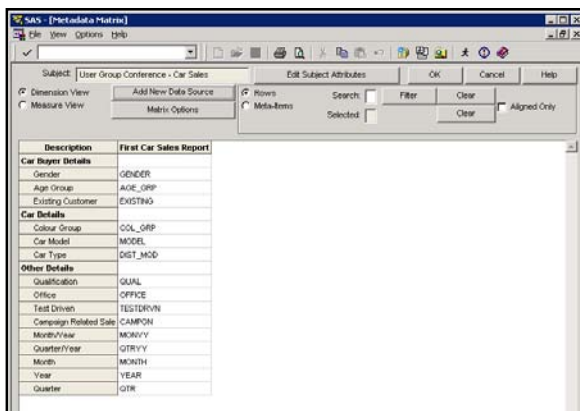 SAS - [Metadata Matrix]
File View Options Help
Subject: User Group Conference - Car Sales Edit Subject Attributes OK Cancel Help
Dimension View Add New Data Source Rows Search: Filter Clear
Measure View Matrix Options Meta-Items Selected: Clear Aligned Only
Description First Car Sales Report
Car Buyer Details
Gender GENDER
Age Group AGE_GRP
Existing Customer EXISTING
Car Details
Colour Group COL_GRP
Car Model MODEL
Car Type DIST_MOD
Other Details
Qualification QUAL
Office OFFICE
Test Driven TESTDRVN
Campaign Related Sale CAMPON
Month/Year MONYY
Quarter/Year QTRYY
Month MONTH
Year YEAR
Quarter QTR